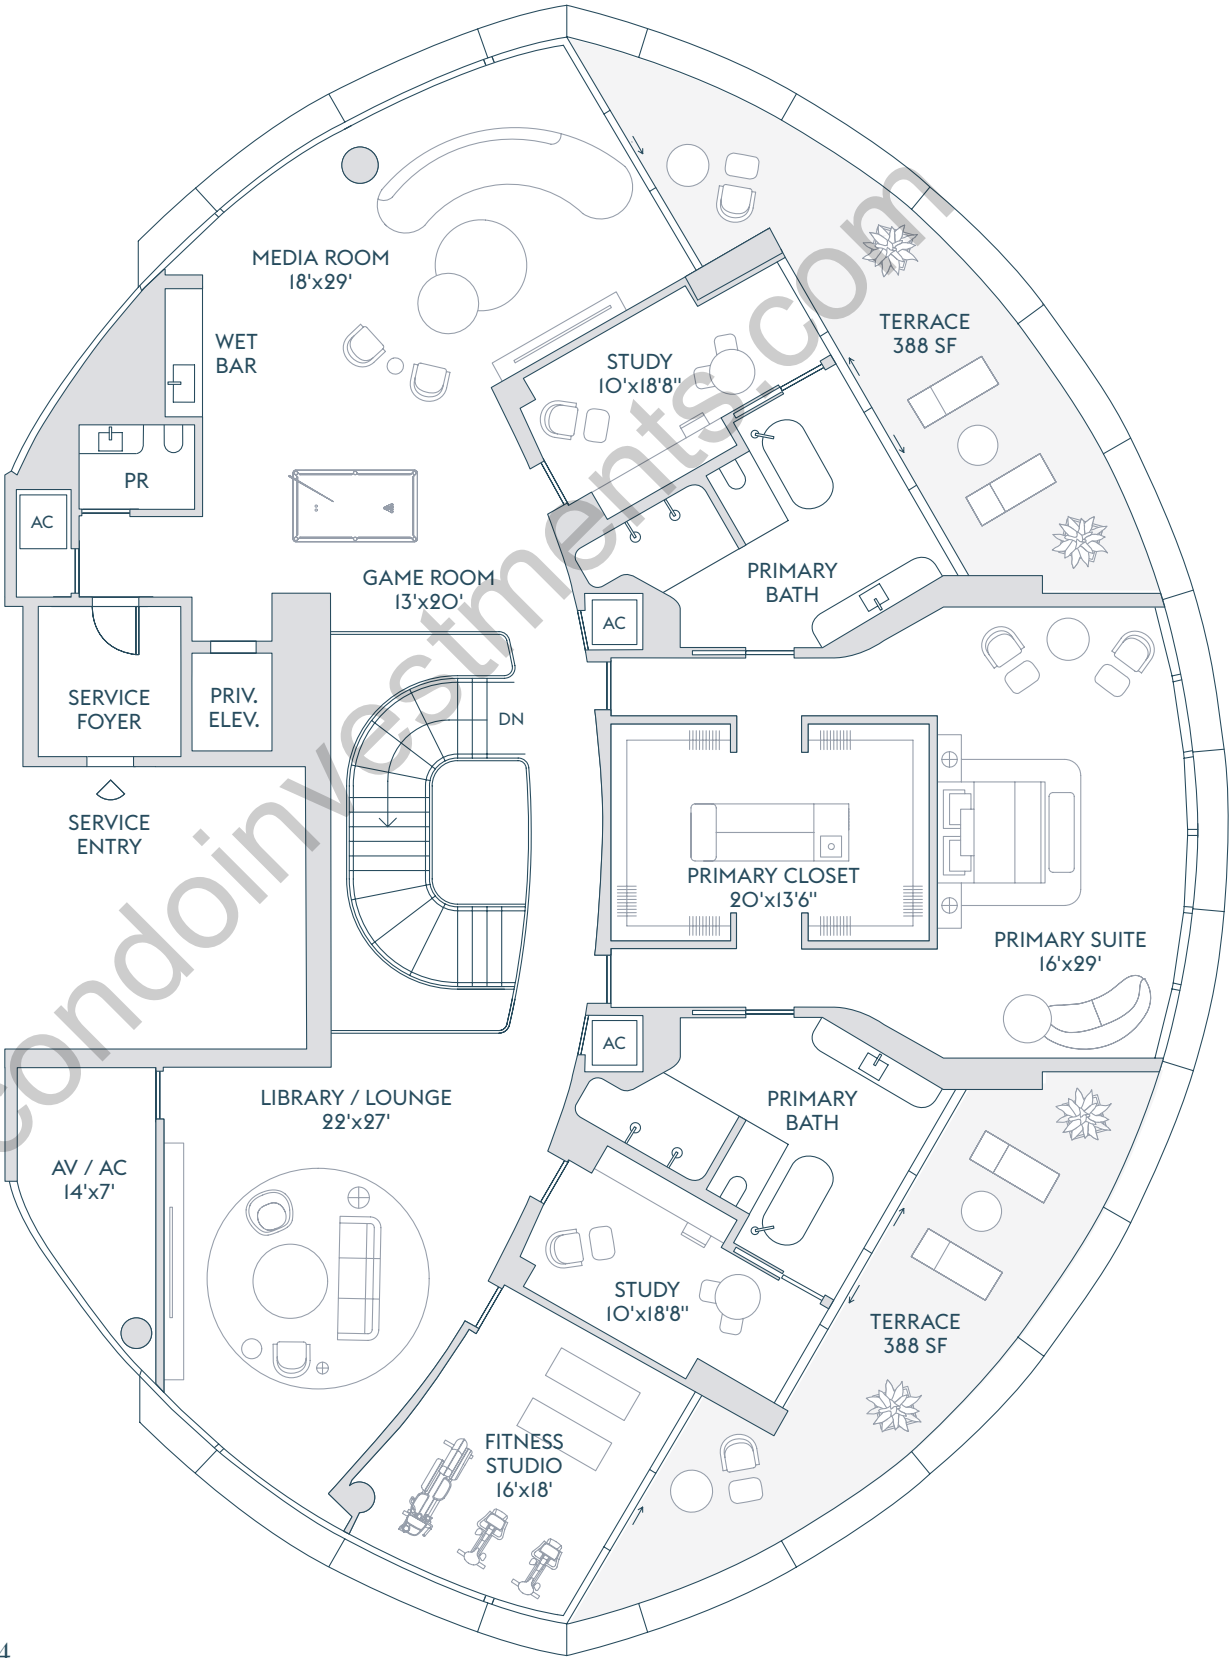 MEDIA ROOM
18'x29'
WET
BAR
STUDY
10'x18'8"
TERRACE
388 SF
PR
AC
GAME ROOM
13'x20'
PRIMARY
BATH
AC
SERVICE
FOYER
PRIV.
ELEV.
DN
SERVICE
ENTRY
PRIMARY CLOSET
20'x13'6"
PRIMARY SUITE
16'x29'
AC
LIBRARY / LOUNGE
22'x27'
PRIMARY
BATH
AV / AC
14'x7'
STUDY
10'x18'8"
TERRACE
388 SF
FITNESS
STUDIO
16'x18'
condoinvestments.com
4